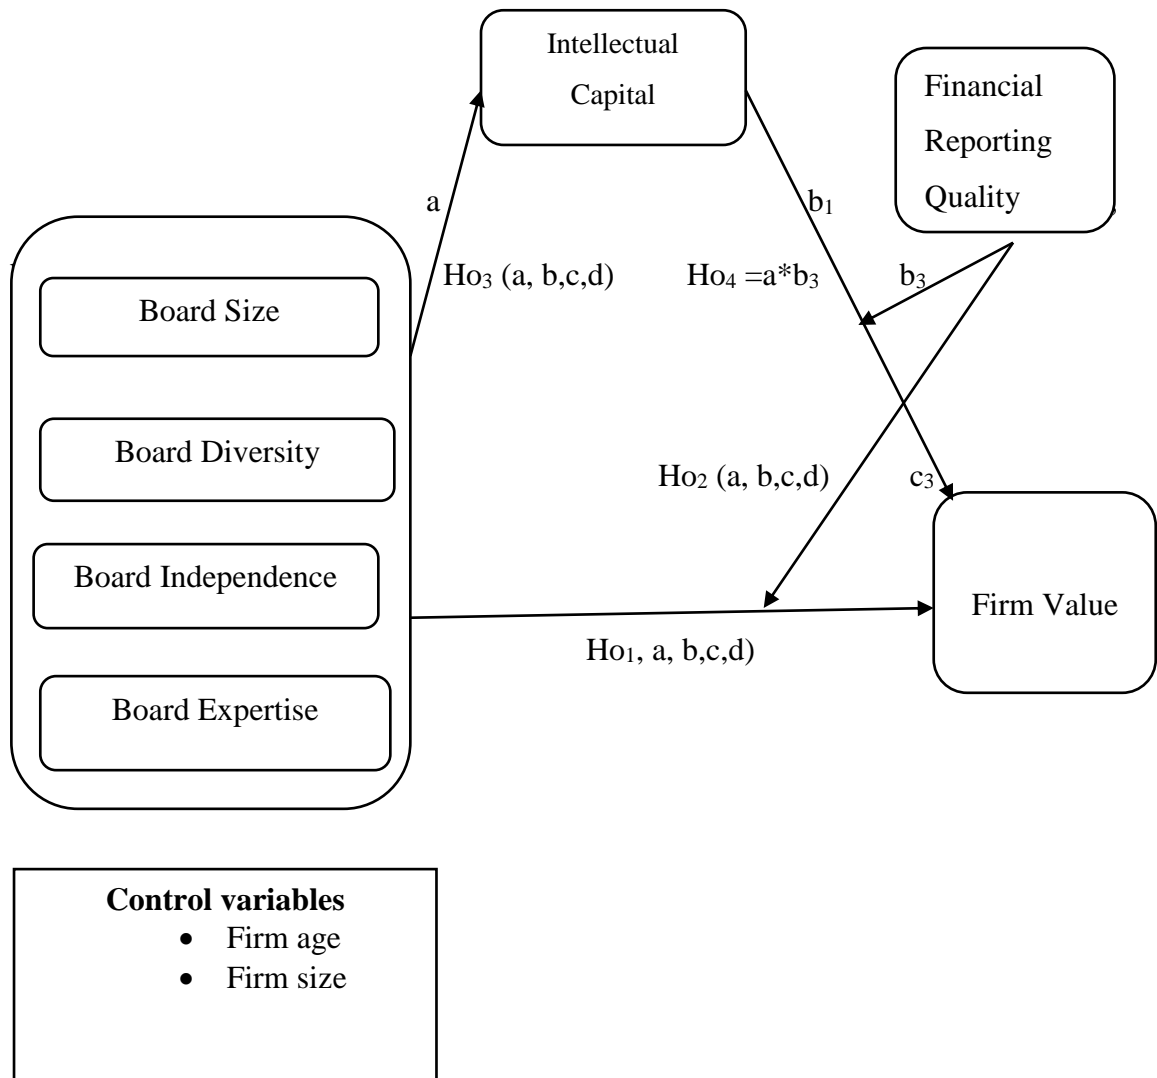 Intellectual
Capital
Financial
Reporting
Quality
a
b₁
Ho₃ (a, b,c,d)
Ho₄ =a*b₃
b₃
Board Size
Board Diversity
Ho₂ (a, b,c,d)
c₃
Board Independence
Firm Value
Ho₁, a, b,c,d)
Board Expertise
Control variables
• Firm age
• Firm size